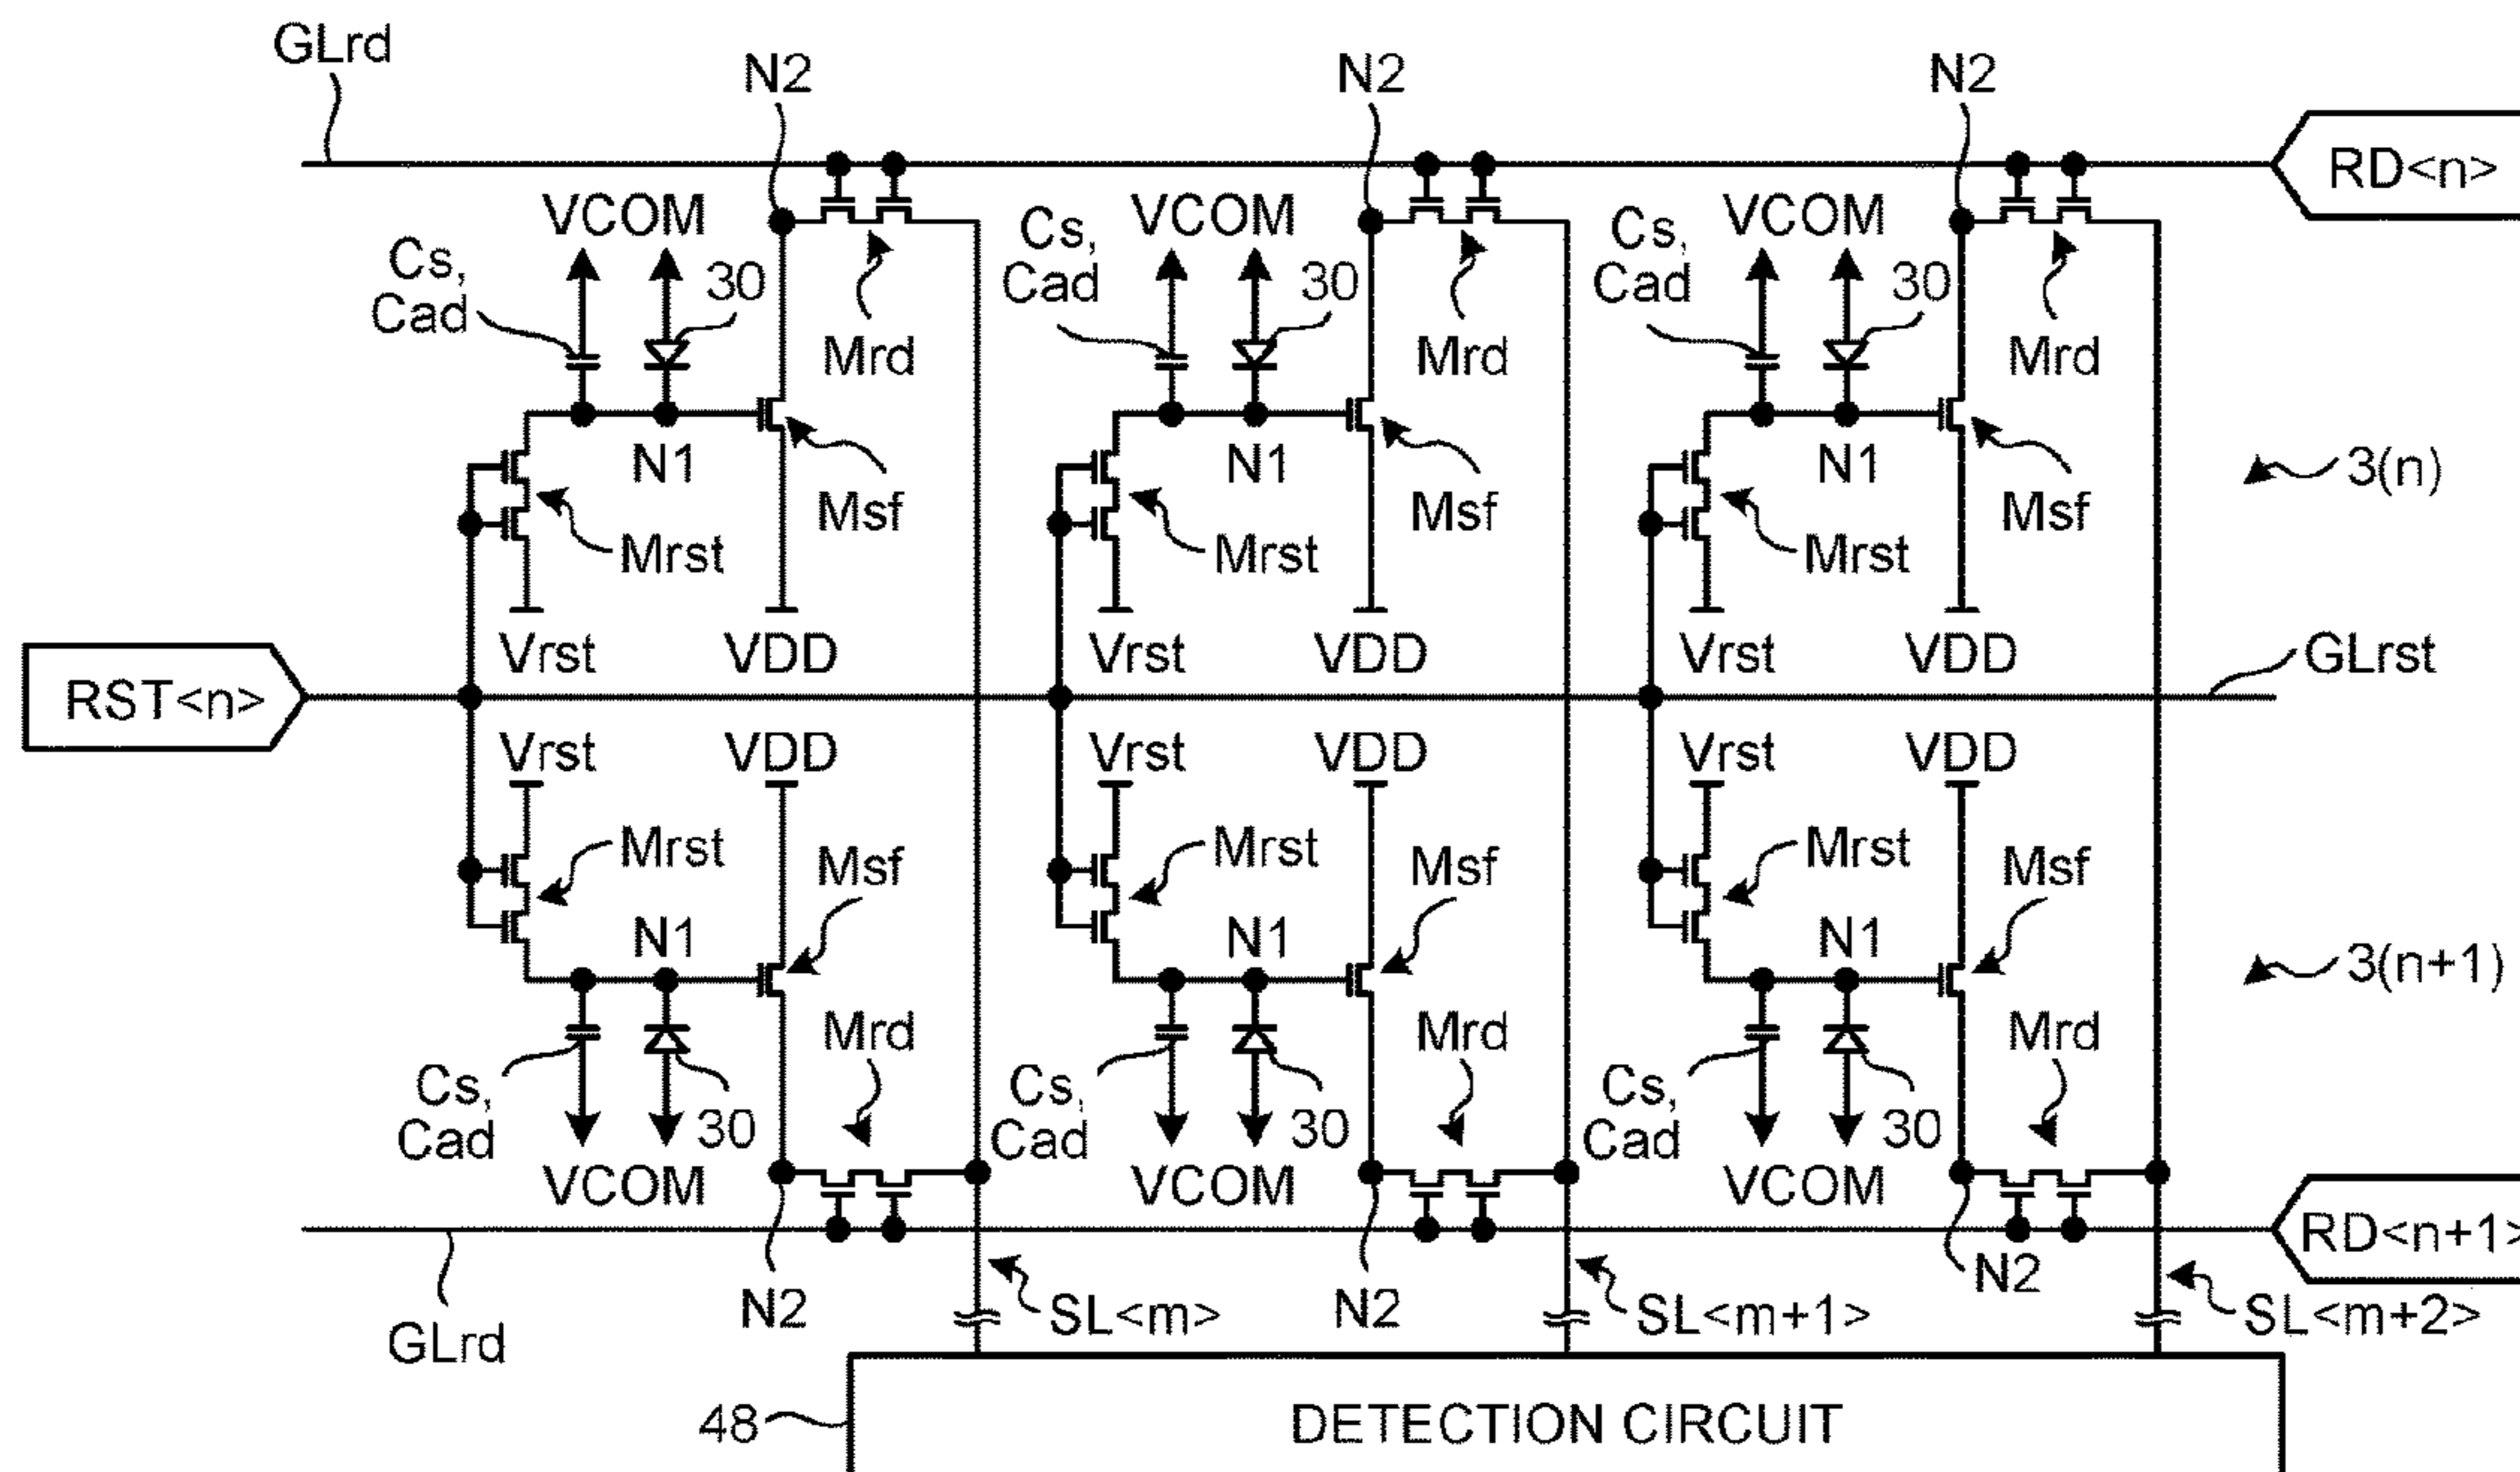 GLrd
N2 N2 N2
RD<n>
VCOM VCOM VCOM
Cs, Cs, Cs,
Cad 30 Cad 30 Cad 30
Mrd Mrd Mrd
N1 N1 N1 3(n)
Msf Msf Msf
Mrst Mrst Mrst
Vrst VDD Vrst VDD Vrst VDD GLrst
RST<n>
Vrst VDD Vrst VDD Vrst VDD
Mrst Msf Mrst Msf Mrst Msf
N1 N1 N1 3(n+1)
Mrd Mrd Mrd
Cs, Cs, Cs,
Cad 30 Cad 30 Cad 30
VCOM VCOM VCOM
RD<n+1>
N2 N2 N2
GLrd SL<m> SL<m+1> SL<m+2>
48 DETECTION CIRCUIT